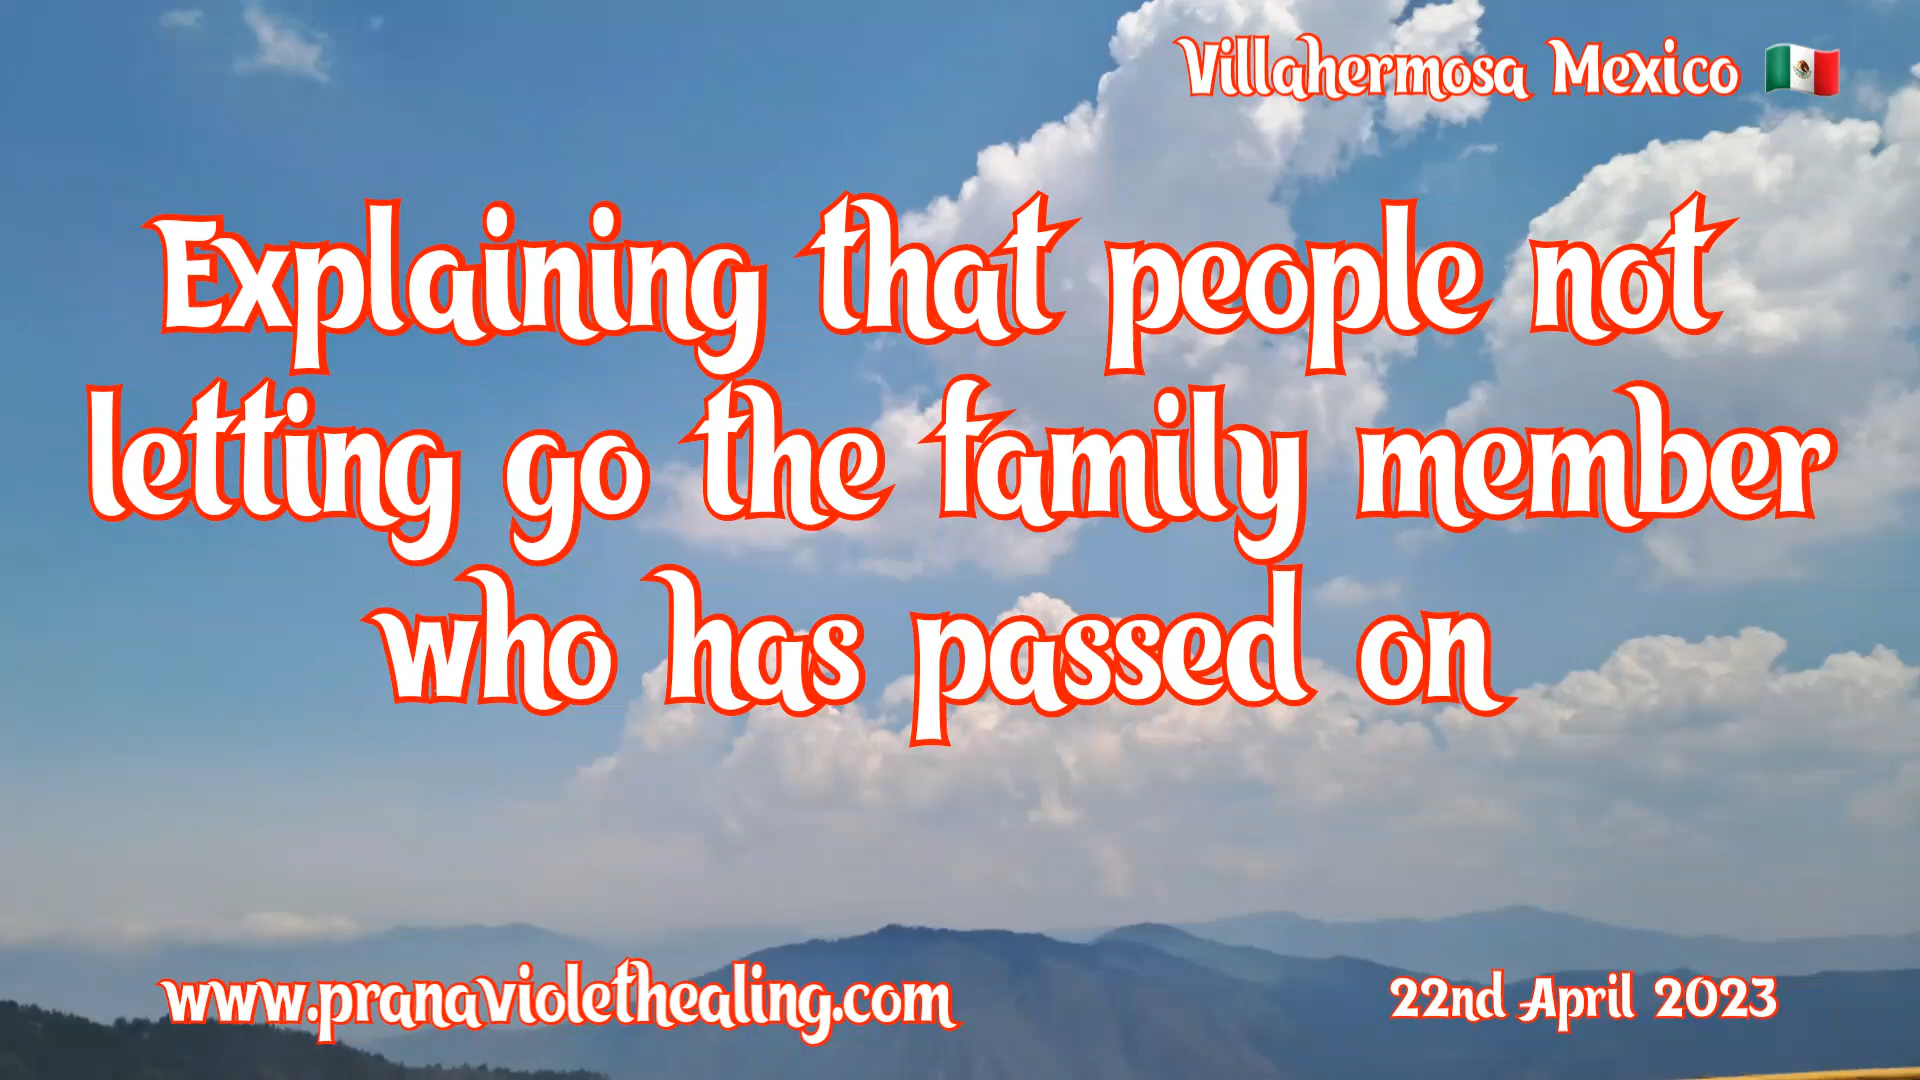 Villahermosa Mexico 🇲🇽
Explaining that people not
letting go the family member
who has passed on
www.pranaviolethealing.com
22nd April 2023